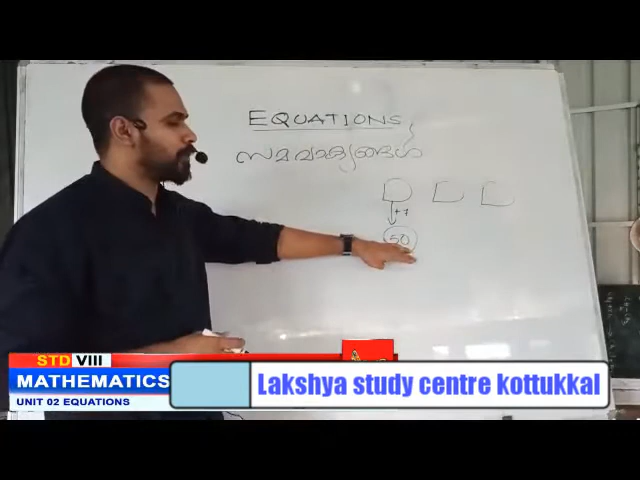 EQUATIONS
സമവാക്യങ്ങൾ
+7
50
STD VIII
MATHEMATICS
UNIT 02 EQUATIONS
Lakshya study centre kottukkal